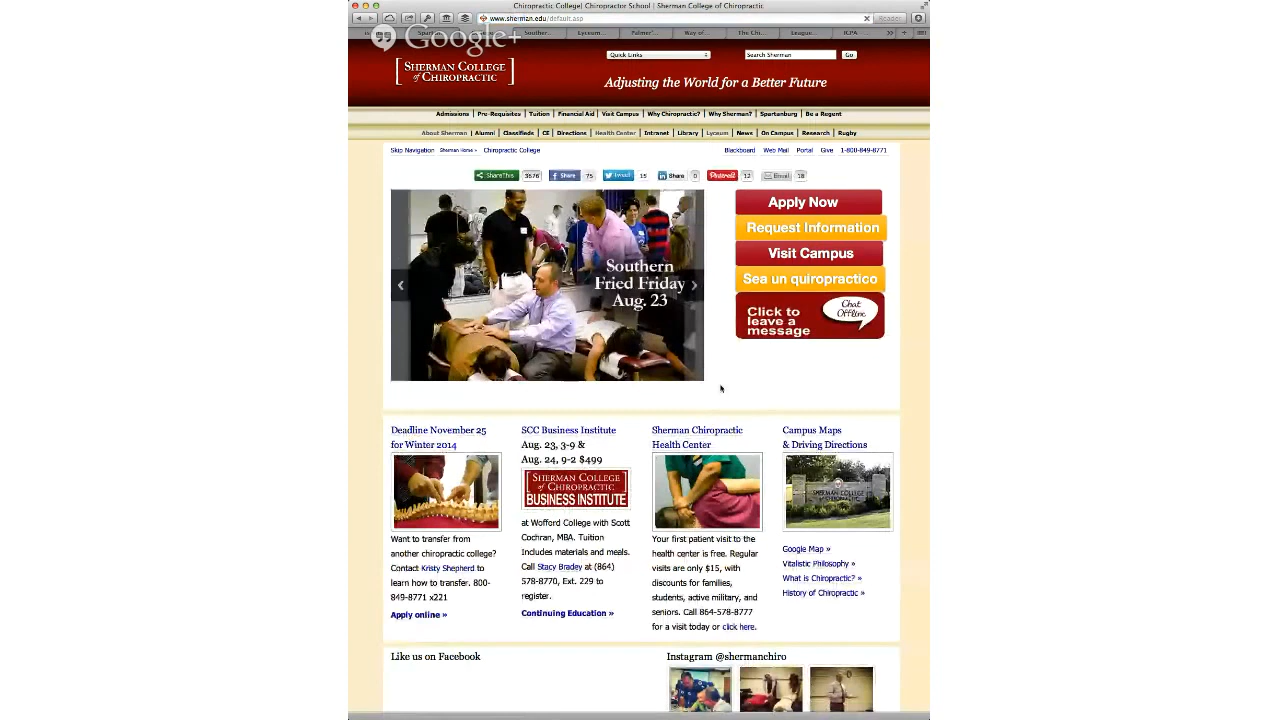 Chiropractic College| Chiropractor School | Sherman College of Chiropractic
www.sherman.edu/default.asp
Reader
Souther... Lyceum... Palmer'... Way of... The Chi... League... ICPA
Google+
SHERMAN COLLEGE
of CHIROPRACTIC
Quick Links
Search Sherman
Go
Adjusting the World for a Better Future
Admissions | Pre-Requisites | Tuition | Financial Aid | Visit Campus | Why Chiropractic? | Why Sherman? | Spartanburg | Be a Regent
About Sherman | Alumni | Classifieds | CE | Directions | Health Center | Intranet | Library | Lyceum | News | On Campus | Research | Rugby
Skip Navigation Sherman Home » Chiropractic College
Blackboard Web Mail Portal Give 1-800-849-8771
ShareThis 3676 Share 75 Tweet 15 Share 0 Pinterest 12 Email 18
Southern
Fried Friday
Aug. 23
Apply Now
Request Information
Visit Campus
Sea un quiropractico
Click to
leave a
message
Chat
Offline
Deadline November 25
for Winter 2014
Want to transfer from
another chiropractic college?
Contact Kristy Shepherd to
learn how to transfer. 800-
849-8771 x221
Apply online »
SCC Business Institute
Aug. 23, 3-9 &
Aug. 24, 9-2 $499
SHERMAN COLLEGE
OF CHIROPRACTIC
BUSINESS INSTITUTE
at Wofford College with Scott
Cochran, MBA. Tuition
Includes materials and meals.
Call Stacy Bradey at (864)
578-8770, Ext. 229 to
register.
Continuing Education »
Sherman Chiropractic
Health Center
Your first patient visit to the
health center is free. Regular
visits are only $15, with
discounts for families,
students, active military, and
seniors. Call 864-578-8777
for a visit today or click here.
Campus Maps
& Driving Directions
SHERMAN COLLEGE
Google Map »
Vitalistic Philosophy »
What is Chiropractic? »
History of Chiropractic »
Like us on Facebook
Instagram @shermanchiro